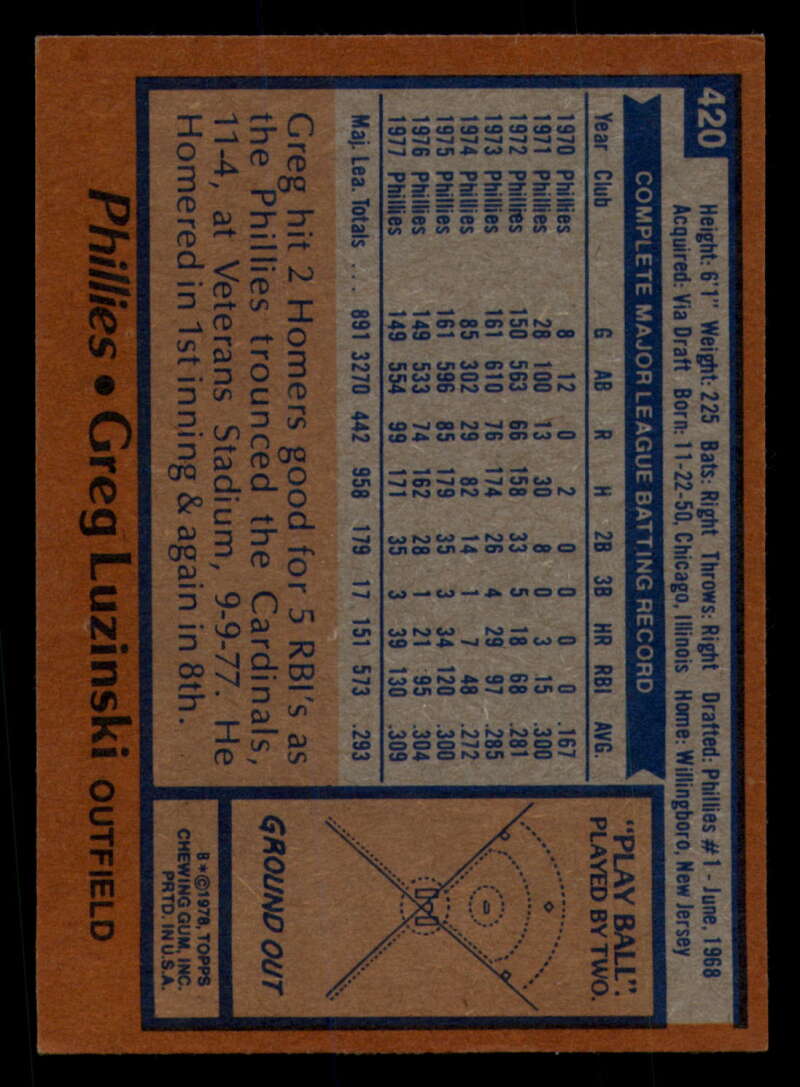 420
Height: 6'1" Weight: 225 Bats: Right Throws: Right Drafted: Phillies #1 - June, 1968
Acquired: Via Draft Born: 11-22-50, Chicago, Illinois Home: Willingboro, New Jersey
COMPLETE MAJOR LEAGUE BATTING RECORD
Year Club G AB R H 2B 3B HR RBI AVG.
1970 Phillies 8 12 0 2 0 0 0 0 .167
1971 Phillies 28 100 13 30 8 0 3 15 .300
1972 Phillies 150 563 66 158 33 5 18 68 .281
1973 Phillies 161 610 76 174 26 4 29 97 .285
1974 Phillies 85 302 29 82 14 1 7 48 .272
1975 Phillies 161 596 85 179 35 3 34 120 .300
1976 Phillies 149 533 74 162 28 1 21 95 .304
1977 Phillies 149 554 99 171 35 3 39 130 .309
Maj. Lea. Totals ... 891 3270 442 958 179 17 151 573 .293
Greg hit 2 Homers good for 5 RBI's as
the Phillies trounced the Cardinals,
11-4, at Veterans Stadium, 9-9-77. He
Homered in 1st inning & again in 8th.
"PLAY BALL":
PLAYED BY TWO.
GROUND OUT
B*©1978, TOPPS
CHEWING GUM, INC.
PRTD. IN U.S.A.
Phillies • Greg Luzinski OUTFIELD